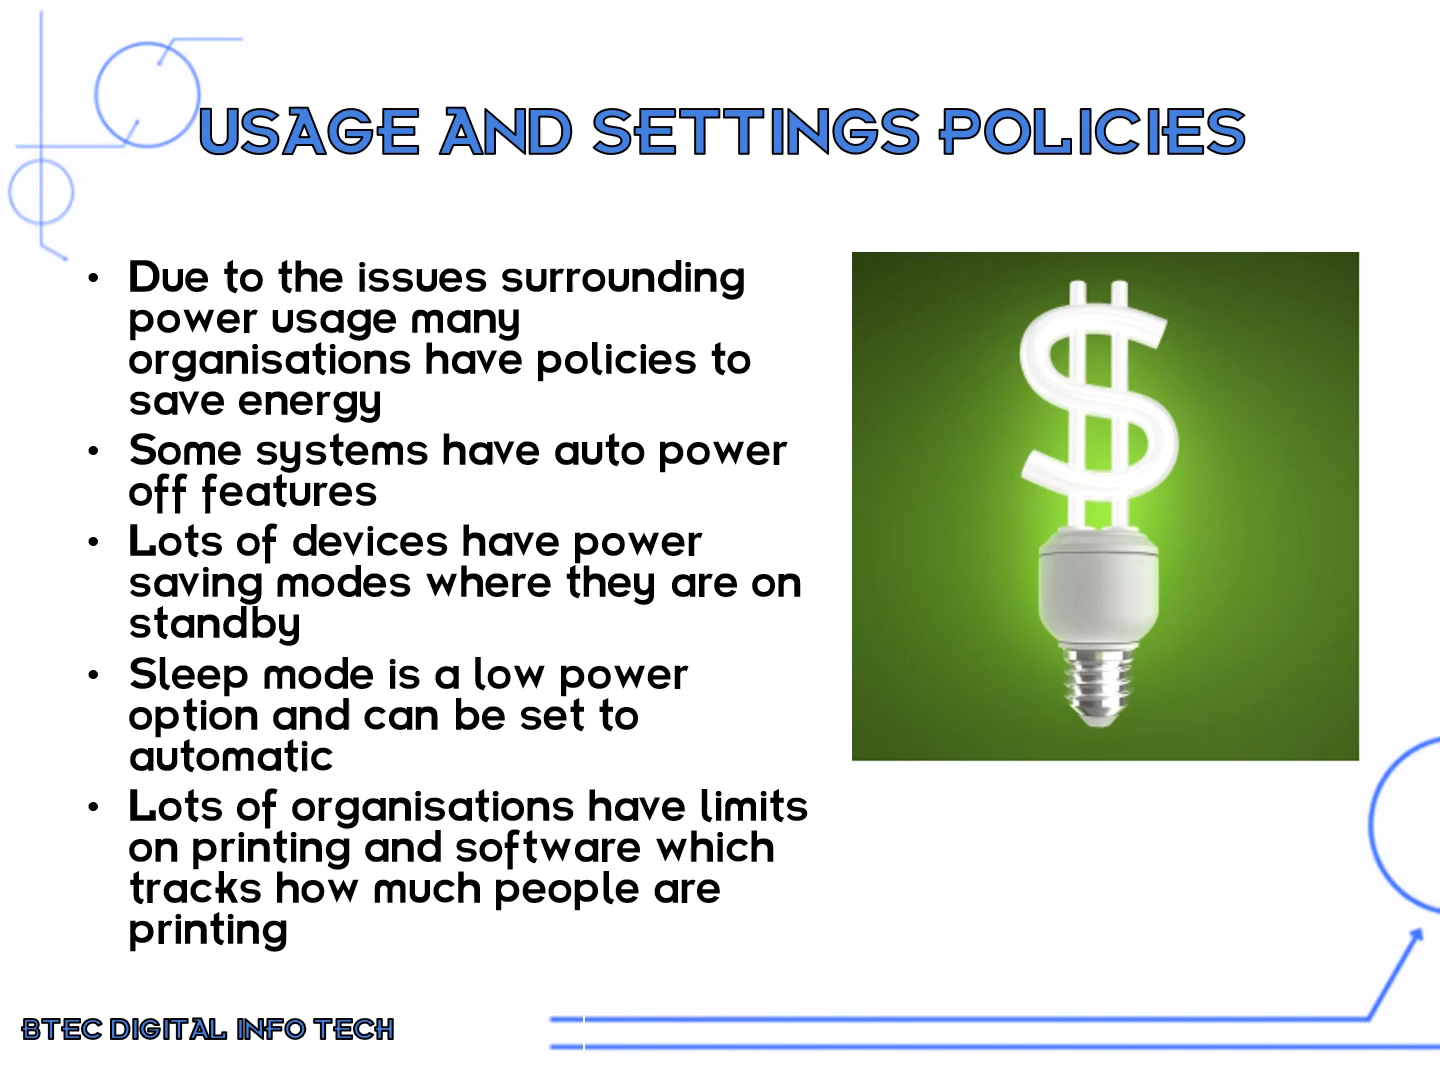 USAGE AND SETTINGS POLICIES
• Due to the issues surrounding
power usage many
organisations have policies to
save energy
• Some systems have auto power
off features
• Lots of devices have power
saving modes where they are on
standby
• Sleep mode is a low power
option and can be set to
automatic
• Lots of organisations have limits
on printing and software which
tracks how much people are
printing
BTEC DIGITAL INFO TECH